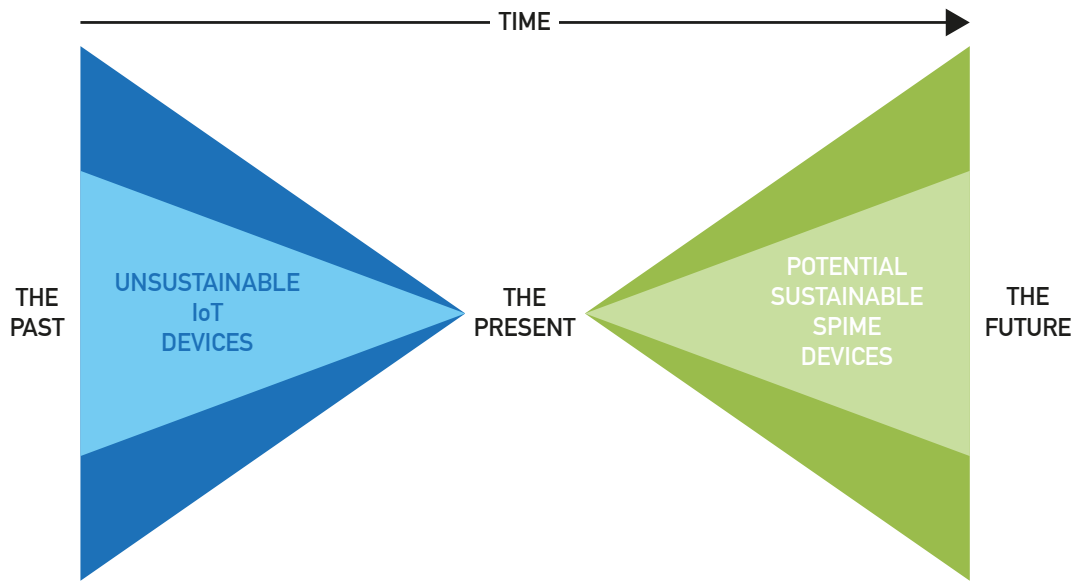 TIME
THE
PAST
UNSUSTAINABLE
IoT
DEVICES
THE
PRESENT
POTENTIAL
SUSTAINABLE
SPIME
DEVICES
THE
FUTURE